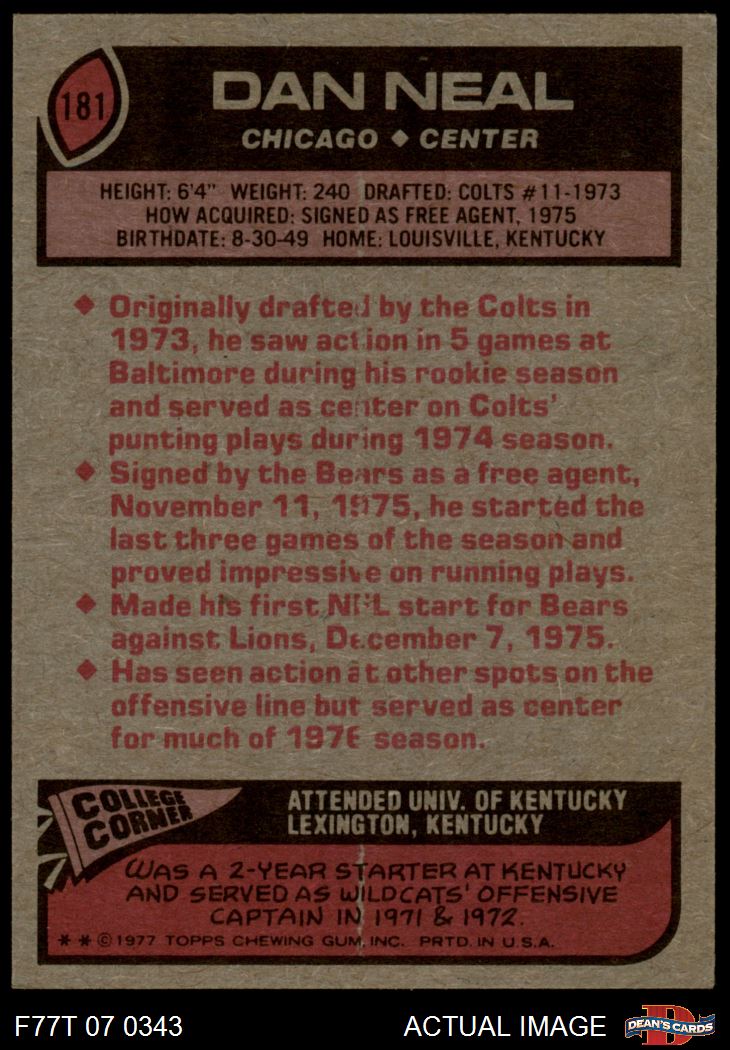 181
DAN NEAL
CHICAGO ◆ CENTER
HEIGHT: 6'4" WEIGHT: 240 DRAFTED: COLTS #11-1973
HOW ACQUIRED: SIGNED AS FREE AGENT, 1975
BIRTHDATE: 8-30-49 HOME: LOUISVILLE, KENTUCKY
◆ Originally drafted by the Colts in
1973, he saw action in 5 games at
Baltimore during his rookie season
and served as center on Colts'
punting plays during 1974 season.
◆ Signed by the Bears as a free agent,
November 11, 1975, he started the
last three games of the season and
proved impressive on running plays.
◆ Made his first NFL start for Bears
against Lions, December 7, 1975.
◆ Has seen action at other spots on the
offensive line but served as center
for much of 1976 season.
COLLEGE
CORNER
ATTENDED UNIV. OF KENTUCKY
LEXINGTON, KENTUCKY
WAS A 2-YEAR STARTER AT KENTUCKY
AND SERVED AS WILDCATS' OFFENSIVE
CAPTAIN IN 1971 & 1972.
* * © 1977 TOPPS CHEWING GUM, INC. PRTD. IN U.S.A.
F77T 07 0343
ACTUAL IMAGE
D
DEAN'S CARDS